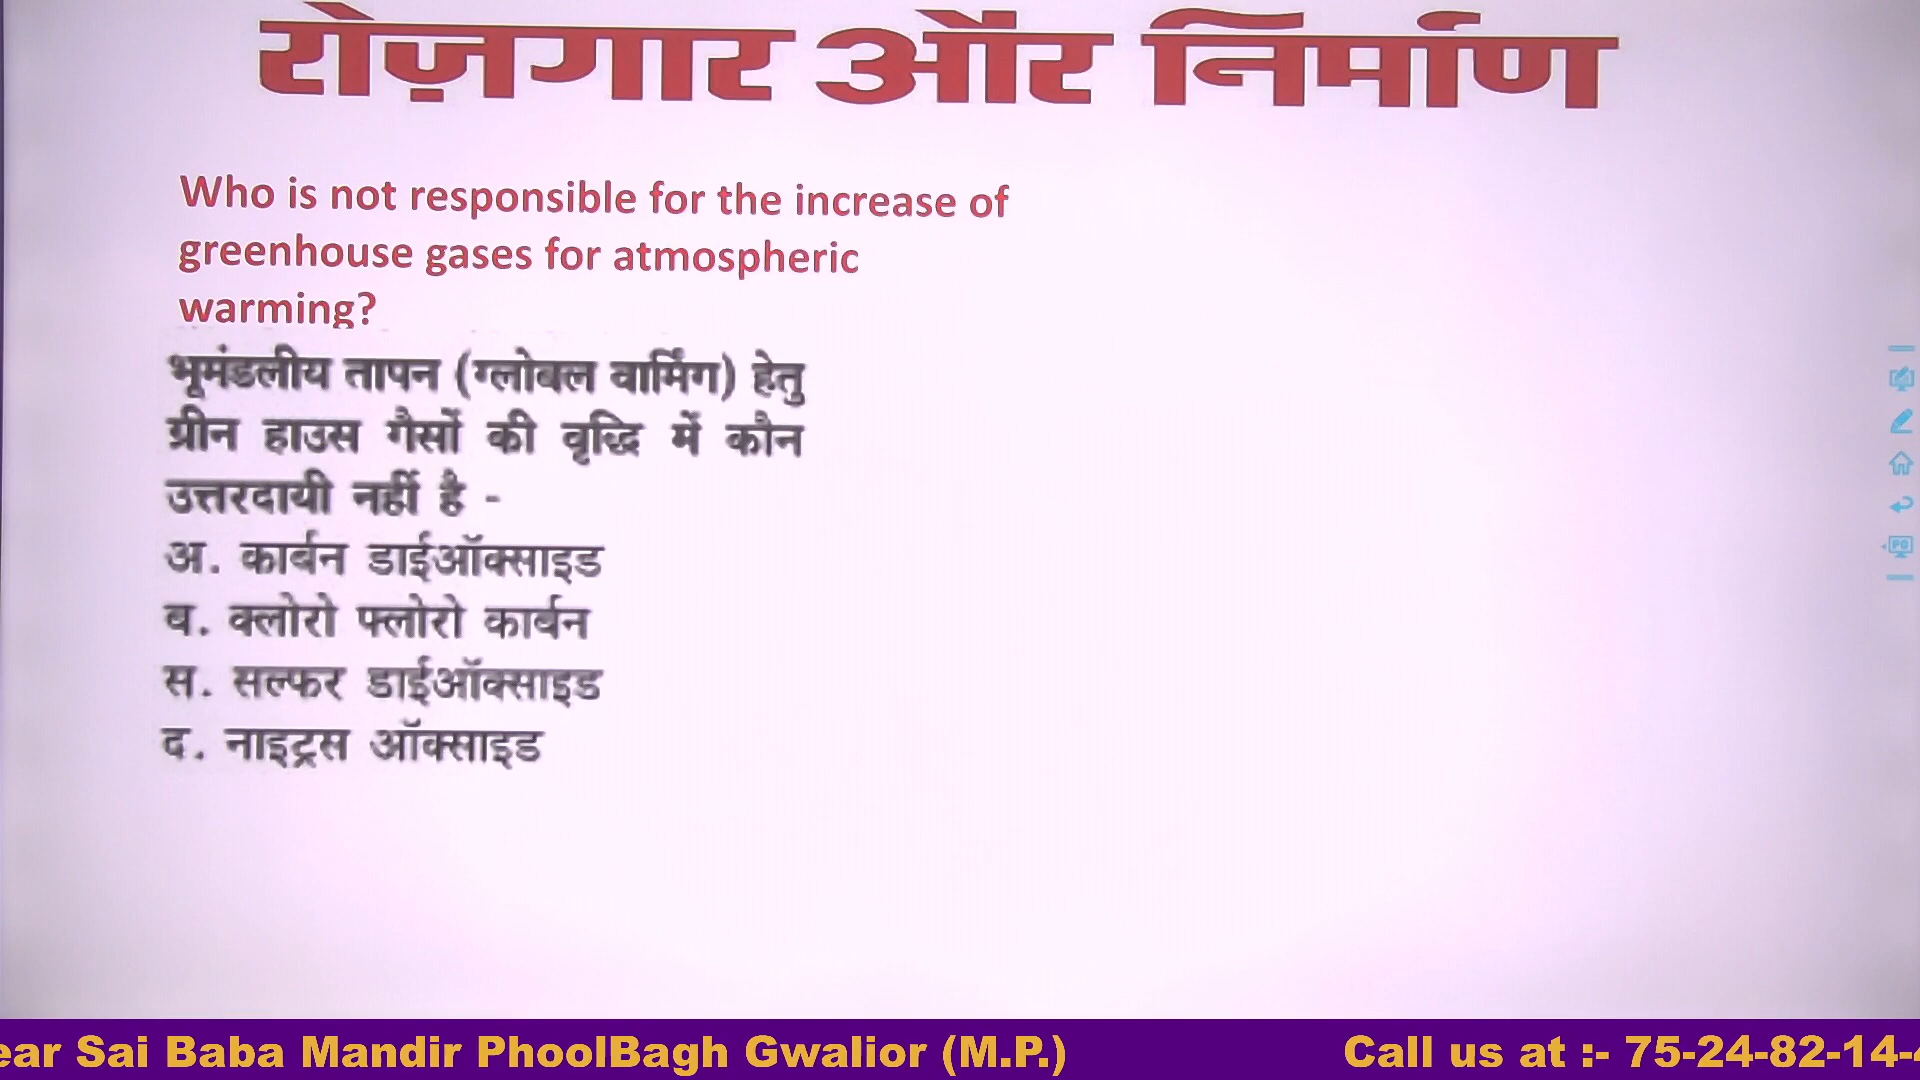 रोज़गार और निर्माण
Who is not responsible for the increase of
greenhouse gases for atmospheric
warming?
भूमंडलीय तापन (ग्लोबल वार्मिंग) हेतु
ग्रीन हाउस गैसों की वृद्धि में कौन
उत्तरदायी नहीं है -
अ. कार्बन डाईऑक्साइड
ब. क्लोरो फ्लोरो कार्बन
स. सल्फर डाईऑक्साइड
द. नाइट्रस ऑक्साइड
ear Sai Baba Mandir PhoolBagh Gwalior (M.P.) Call us at :- 75-24-82-14-